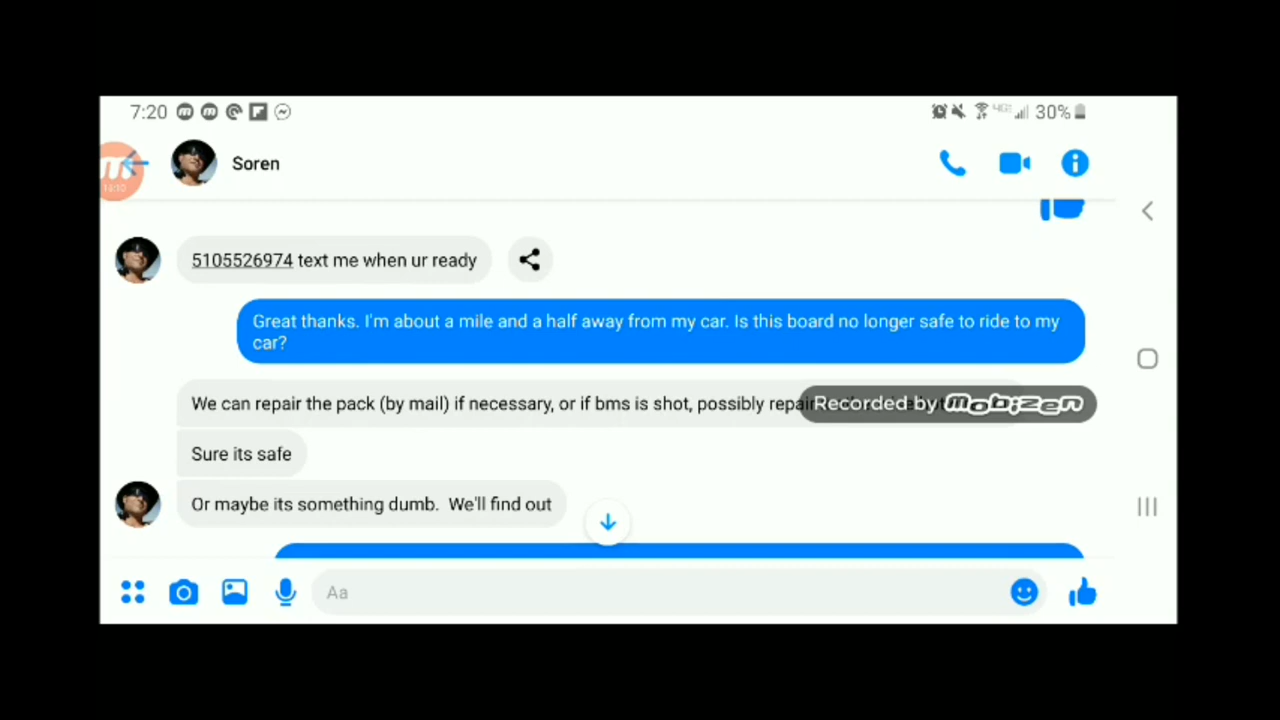 7:20 30%
Soren
5105526974 text me when ur ready
Great thanks. I'm about a mile and a half away from my car. Is this board no longer safe to ride to my
car?
We can repair the pack (by mail) if necessary, or if bms is shot, possibly repair
Recorded by mobizen
Sure its safe
Or maybe its something dumb. We'll find out
Aa